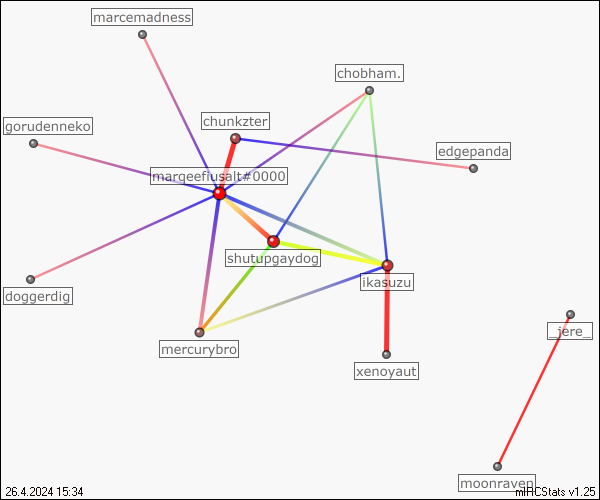 marcemadness
chobham.
chunkzter
gorudenneko
edgepanda
marqeefiusalt#0000
shutupgaydog
ikasuzu
doggerdig
_jere_
mercurybro
xenoyaut
moonraven
26.4.2024 15:34
mIRCStats v1.25